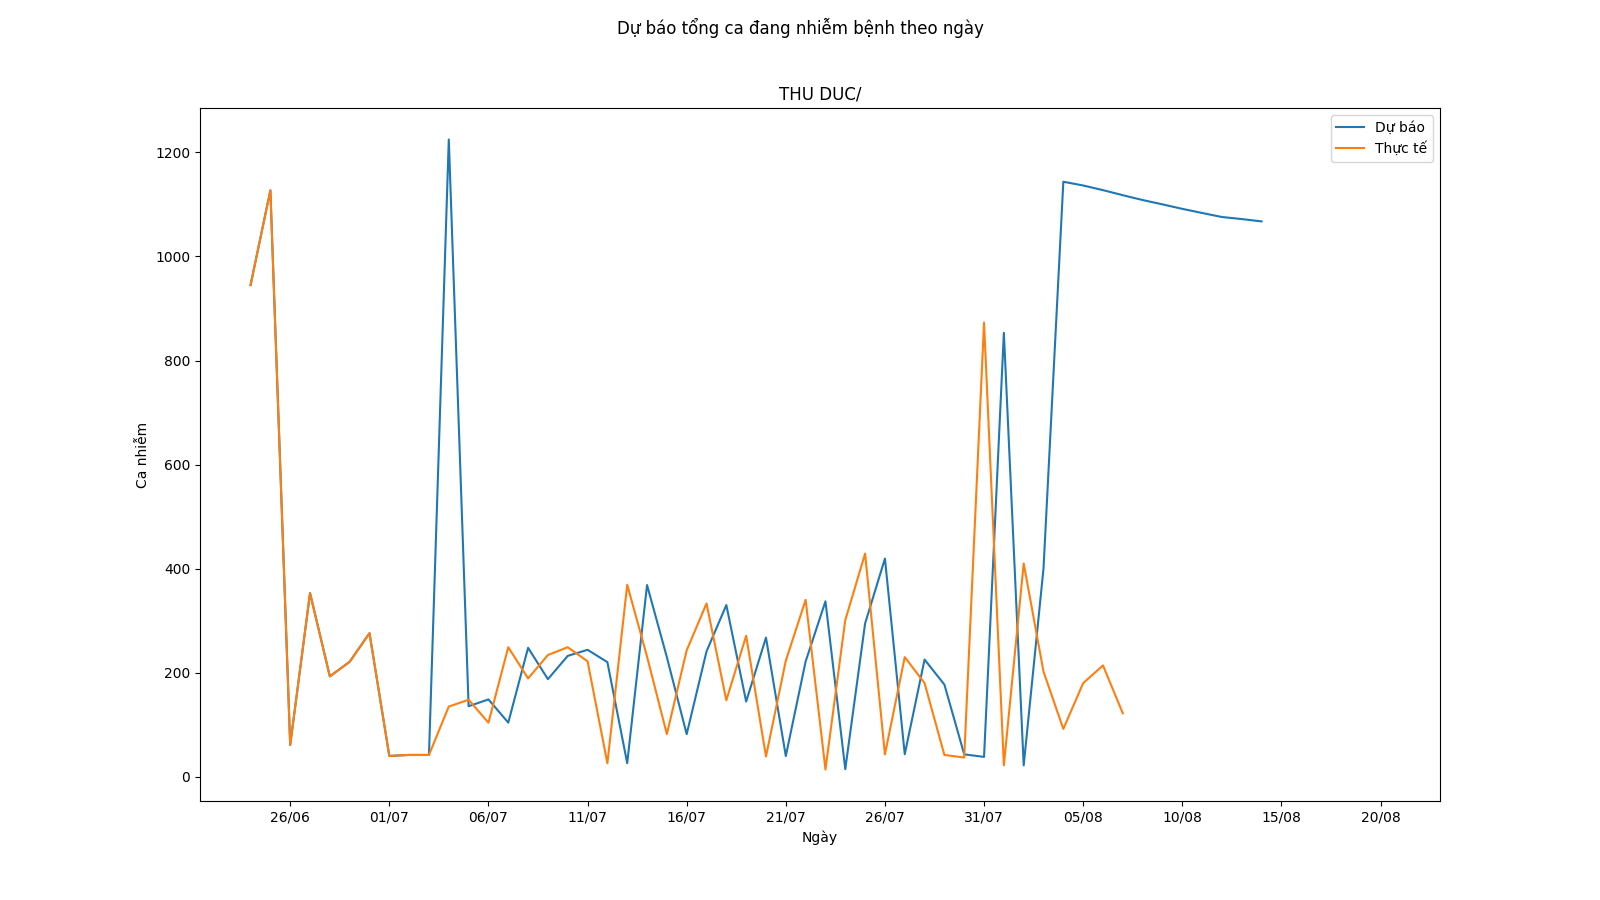 Dự báo tổng ca đang nhiễm bệnh theo ngày
THU DUC/
Dự báo
Thực tế
1200
1000
800
600
400
200
0
Ca nhiễm
26/06 01/07 06/07 11/07 16/07 21/07 26/07 31/07 05/08 10/08 15/08 20/08
Ngày